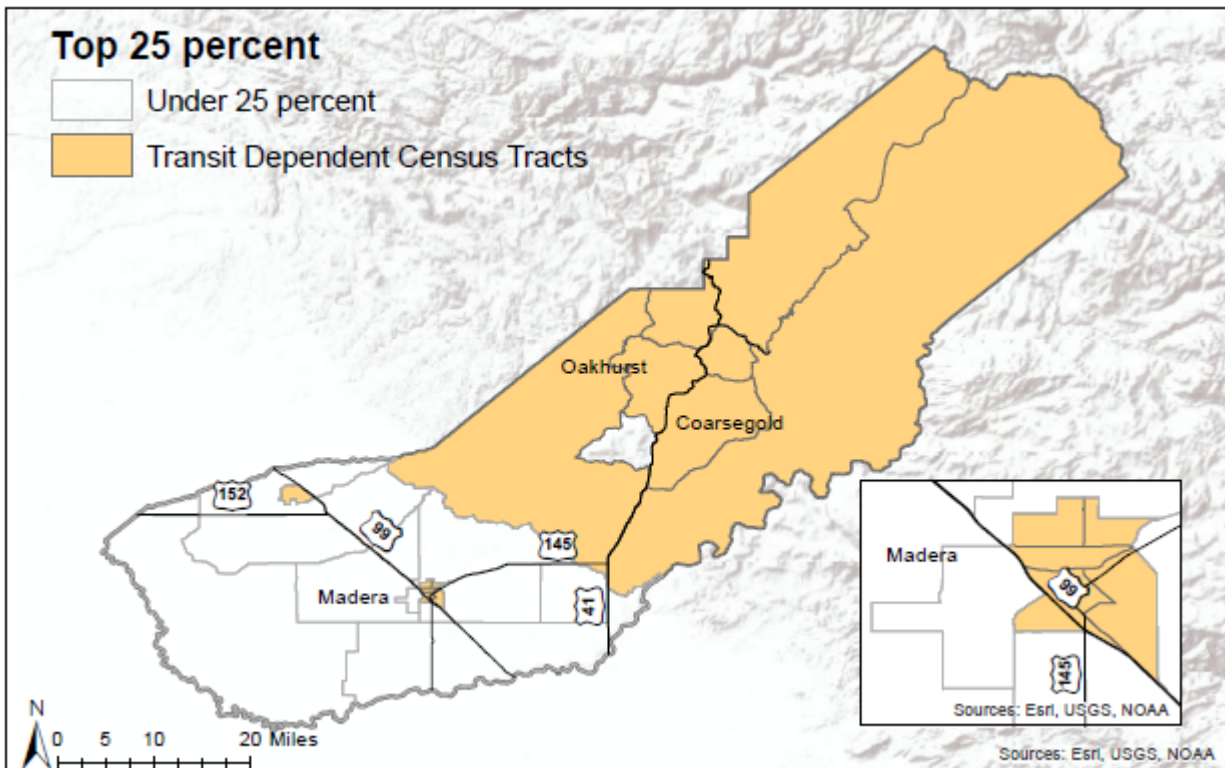 Top 25 percent
Under 25 percent
Transit Dependent Census Tracts
Oakhurst
Coarsegold
152
99
145
Madera
41
Madera
99
145
Sources: Esri, USGS, NOAA
N
0 5 10 20 Miles
Sources: Esri, USGS, NOAA